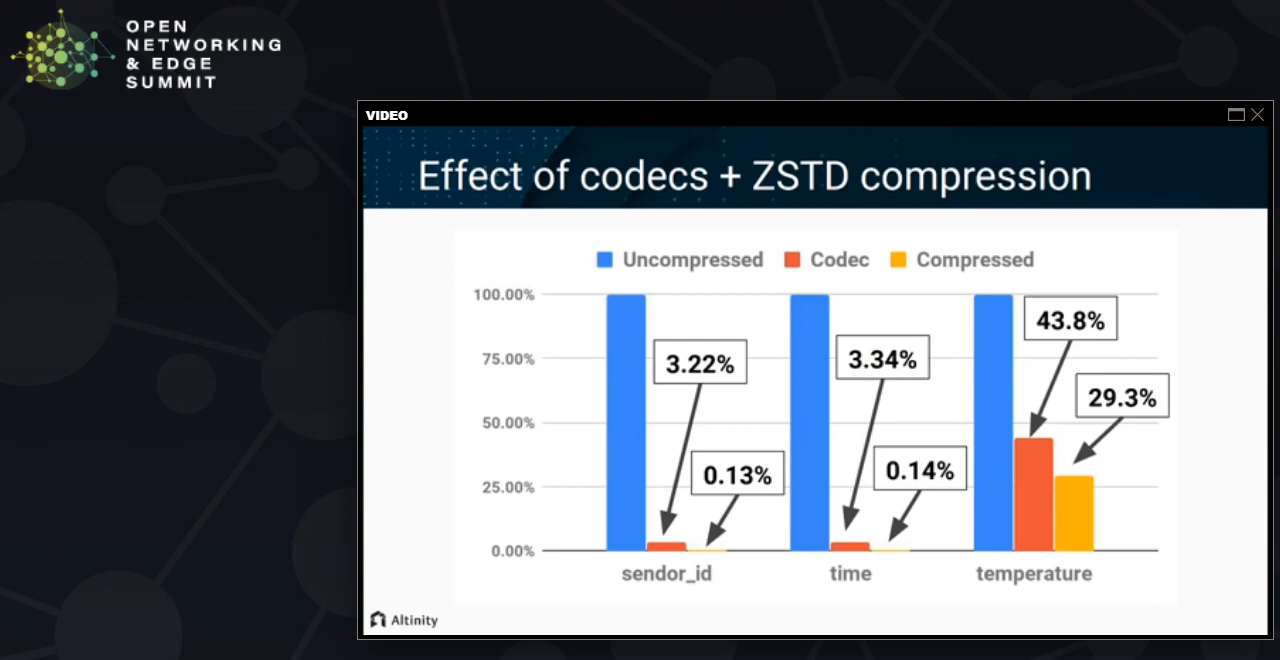 OPEN
NETWORKING
& EDGE
SUMMIT
VIDEO
Effect of codecs + ZSTD compression
Uncompressed Codec Compressed
100.00%
75.00%
50.00%
25.00%
0.00%
3.22%
0.13%
3.34%
0.14%
43.8%
29.3%
sendor_id time temperature
Altinity